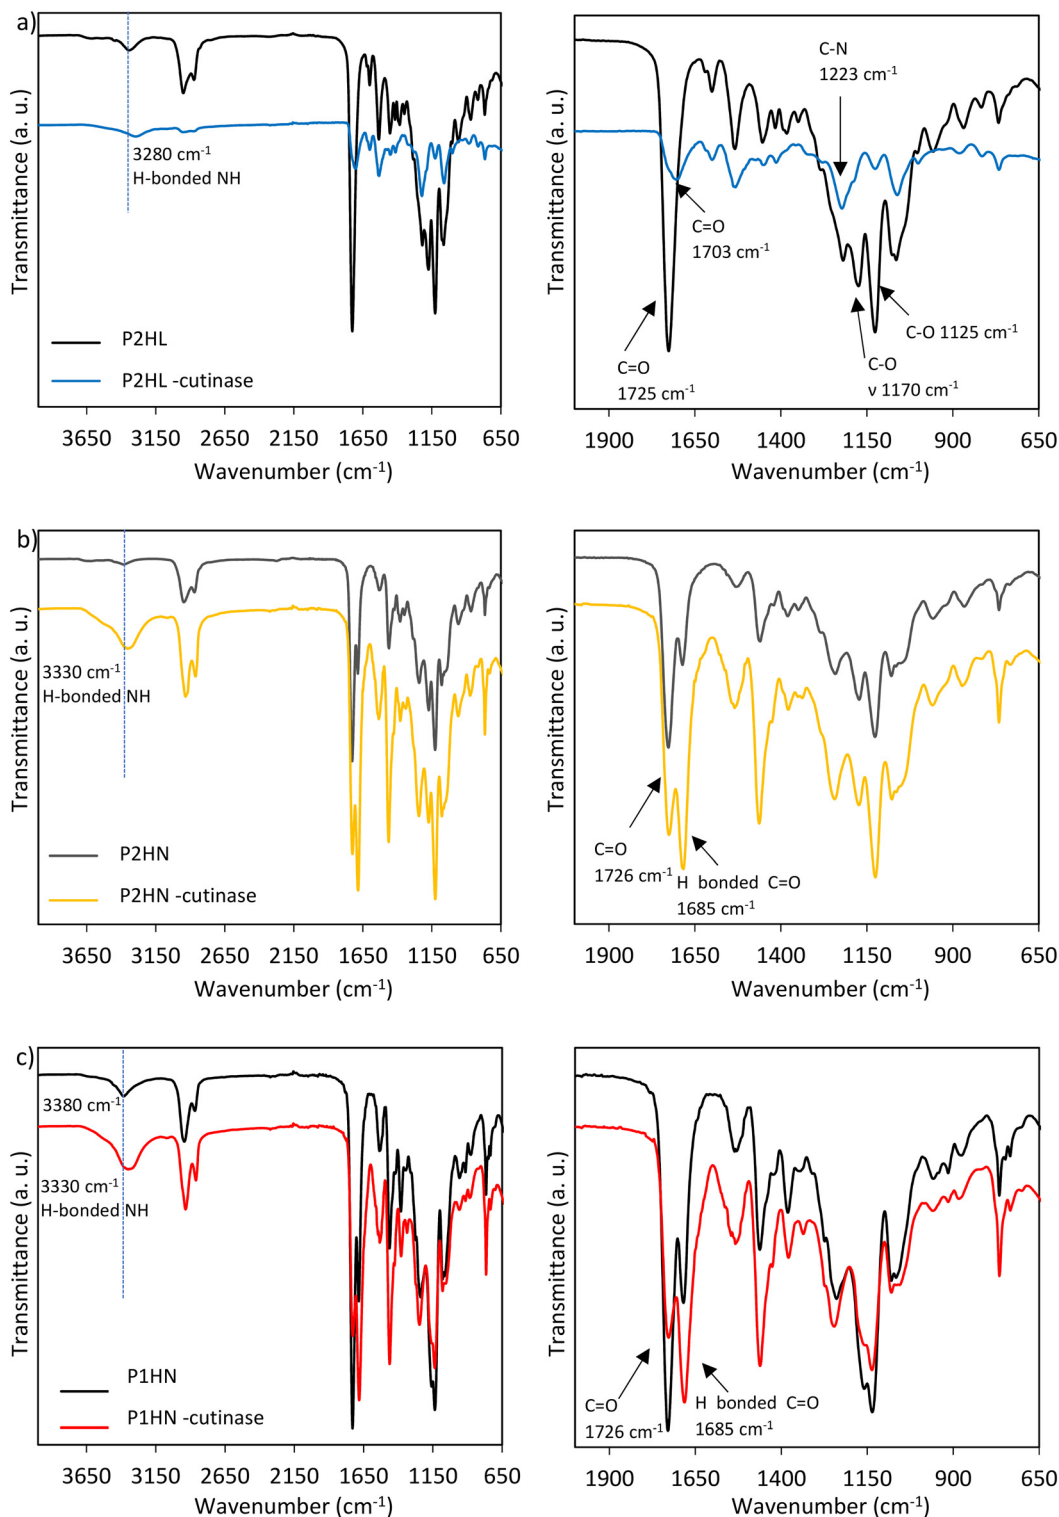 a)
Transmittance (a. u.)
3280 cm⁻¹
H-bonded NH
P2HL
P2HL -cutinase
3650 3150 2650 2150 1650 1150 650
Wavenumber (cm⁻¹)
Transmittance (a. u.)
C-N
1223 cm⁻¹
C=O
1703 cm⁻¹
C-O 1125 cm⁻¹
C=O
1725 cm⁻¹
C-O
ν 1170 cm⁻¹
1900 1650 1400 1150 900 650
Wavenumber (cm⁻¹)
b)
Transmittance (a. u.)
3330 cm⁻¹
H-bonded NH
P2HN
P2HN -cutinase
3650 3150 2650 2150 1650 1150 650
Wavenumber (cm⁻¹)
Transmittance (a. u.)
C=O
1726 cm⁻¹
H bonded C=O
1685 cm⁻¹
1900 1650 1400 1150 900 650
Wavenumber (cm⁻¹)
c)
Transmittance (a. u.)
3380 cm⁻¹
3330 cm⁻¹
H-bonded NH
P1HN
P1HN -cutinase
3650 3150 2650 2150 1650 1150 650
Wavenumber (cm⁻¹)
Transmittance (a. u.)
C=O
1726 cm⁻¹
H bonded C=O
1685 cm⁻¹
1900 1650 1400 1150 900 650
Wavenumber (cm⁻¹)